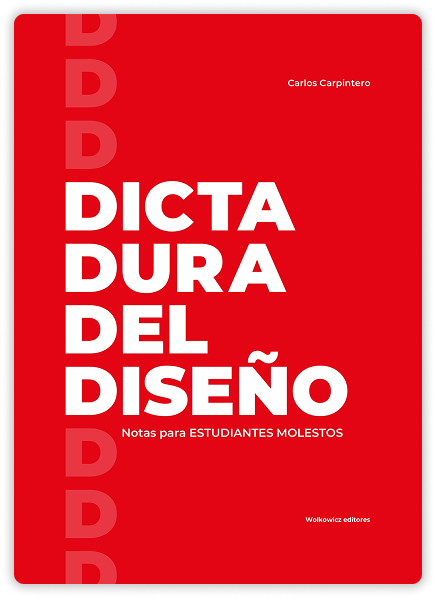 D
D
D
Carlos Carpintero
DICTA
DURA
DEL
DISEÑO
Notas para ESTUDIANTES MOLESTOS
D
D
D
Wolkowicz editores